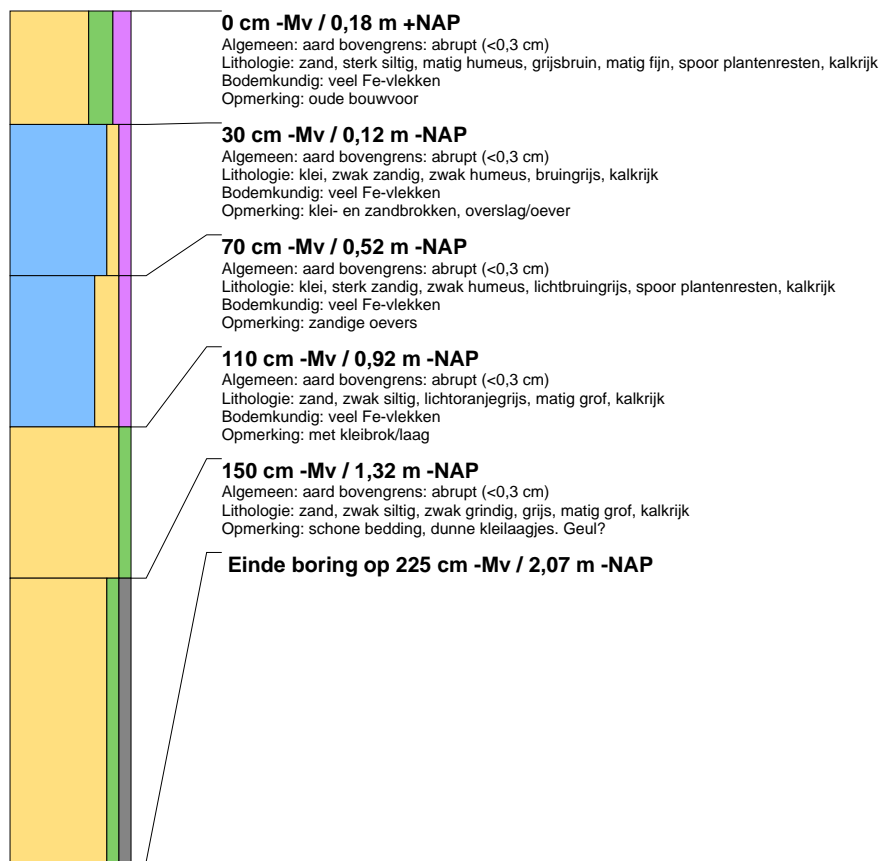 0 cm -Mv / 0,18 m +NAP
Algemeen: aard bovengrens: abrupt (<0,3 cm)
Lithologie: zand, sterk siltig, matig humeus, grijsbruin, matig fijn, spoor plantenresten, kalkrijk
Bodemkundig: veel Fe-vlekken
Opmerking: oude bouwvoor
30 cm -Mv / 0,12 m -NAP
Algemeen: aard bovengrens: abrupt (<0,3 cm)
Lithologie: klei, zwak zandig, zwak humeus, bruingrijs, kalkrijk
Bodemkundig: veel Fe-vlekken
Opmerking: klei- en zandbrokken, overslag/oever
70 cm -Mv / 0,52 m -NAP
Algemeen: aard bovengrens: abrupt (<0,3 cm)
Lithologie: klei, sterk zandig, zwak humeus, lichtbruingrijs, spoor plantenresten, kalkrijk
Bodemkundig: veel Fe-vlekken
Opmerking: zandige oevers
110 cm -Mv / 0,92 m -NAP
Algemeen: aard bovengrens: abrupt (<0,3 cm)
Lithologie: zand, zwak siltig, lichtoranjegrijs, matig grof, kalkrijk
Bodemkundig: veel Fe-vlekken
Opmerking: met kleibrok/laag
150 cm -Mv / 1,32 m -NAP
Algemeen: aard bovengrens: abrupt (<0,3 cm)
Lithologie: zand, zwak siltig, zwak grindig, grijs, matig grof, kalkrijk
Opmerking: schone bedding, dunne kleilaagjes. Geul?
Einde boring op 225 cm -Mv / 2,07 m -NAP